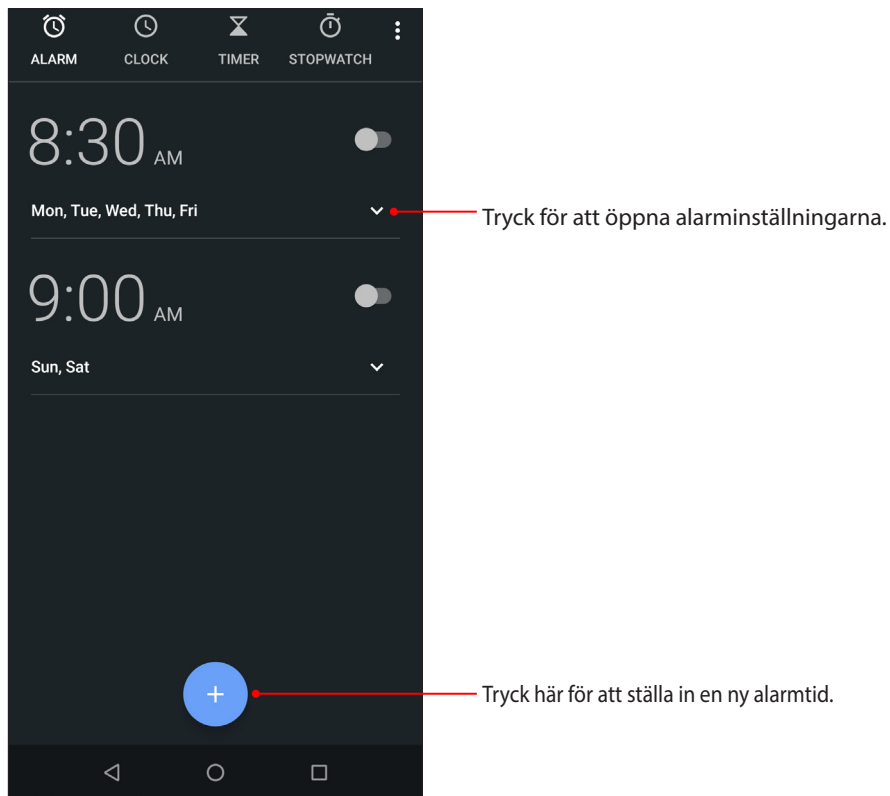 ALARM CLOCK TIMER STOPWATCH
8:30 AM
Mon, Tue, Wed, Thu, Fri
Tryck för att öppna alarminställningarna.
9:00 AM
Sun, Sat
+
Tryck här för att ställa in en ny alarmtid.